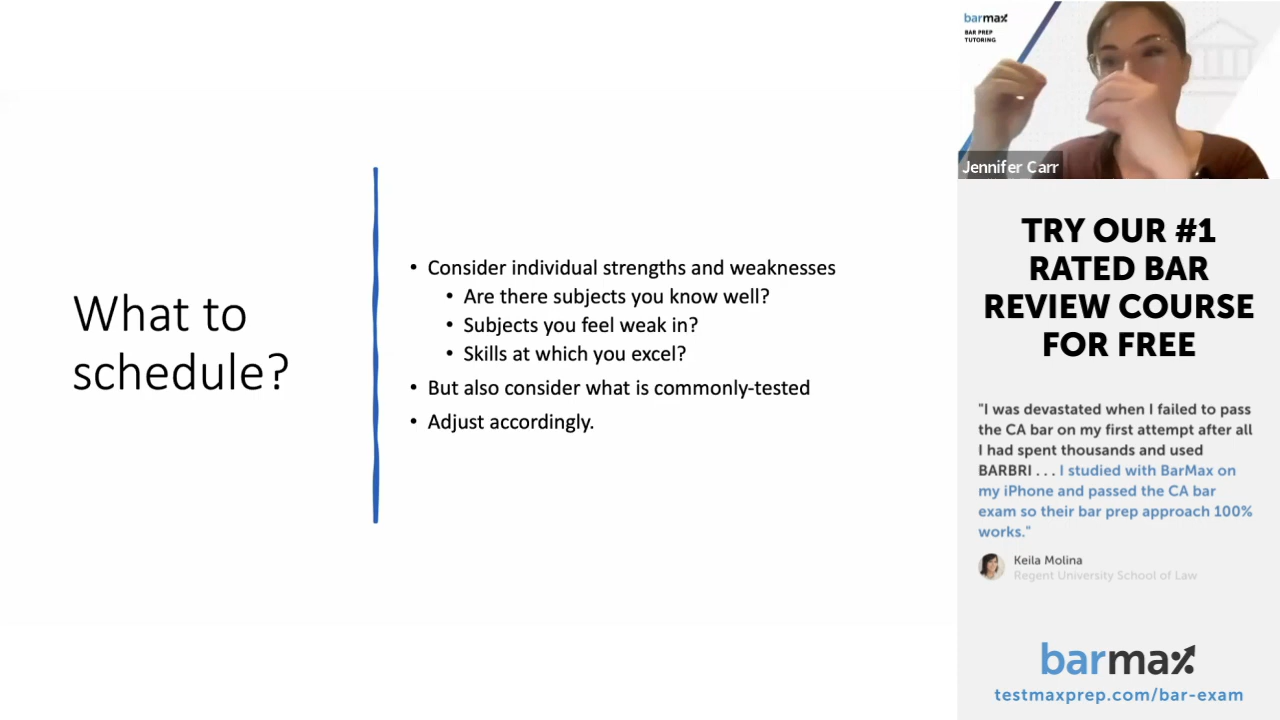 What to
schedule?
• Consider individual strengths and weaknesses
• Are there subjects you know well?
• Subjects you feel weak in?
• Skills at which you excel?
• But also consider what is commonly-tested
• Adjust accordingly.
barmax
BAR PREP
TUTORING
Jennifer Carr
TRY OUR #1
RATED BAR
REVIEW COURSE
FOR FREE
"I was devastated when I failed to pass
the CA bar on my first attempt after all
I had spent thousands and used
BARBRI . . . I studied with BarMax on
my iPhone and passed the CA bar
exam so their bar prep approach 100%
works."
Keila Molina
Regent University School of Law
barmax
testmaxprep.com/bar-exam